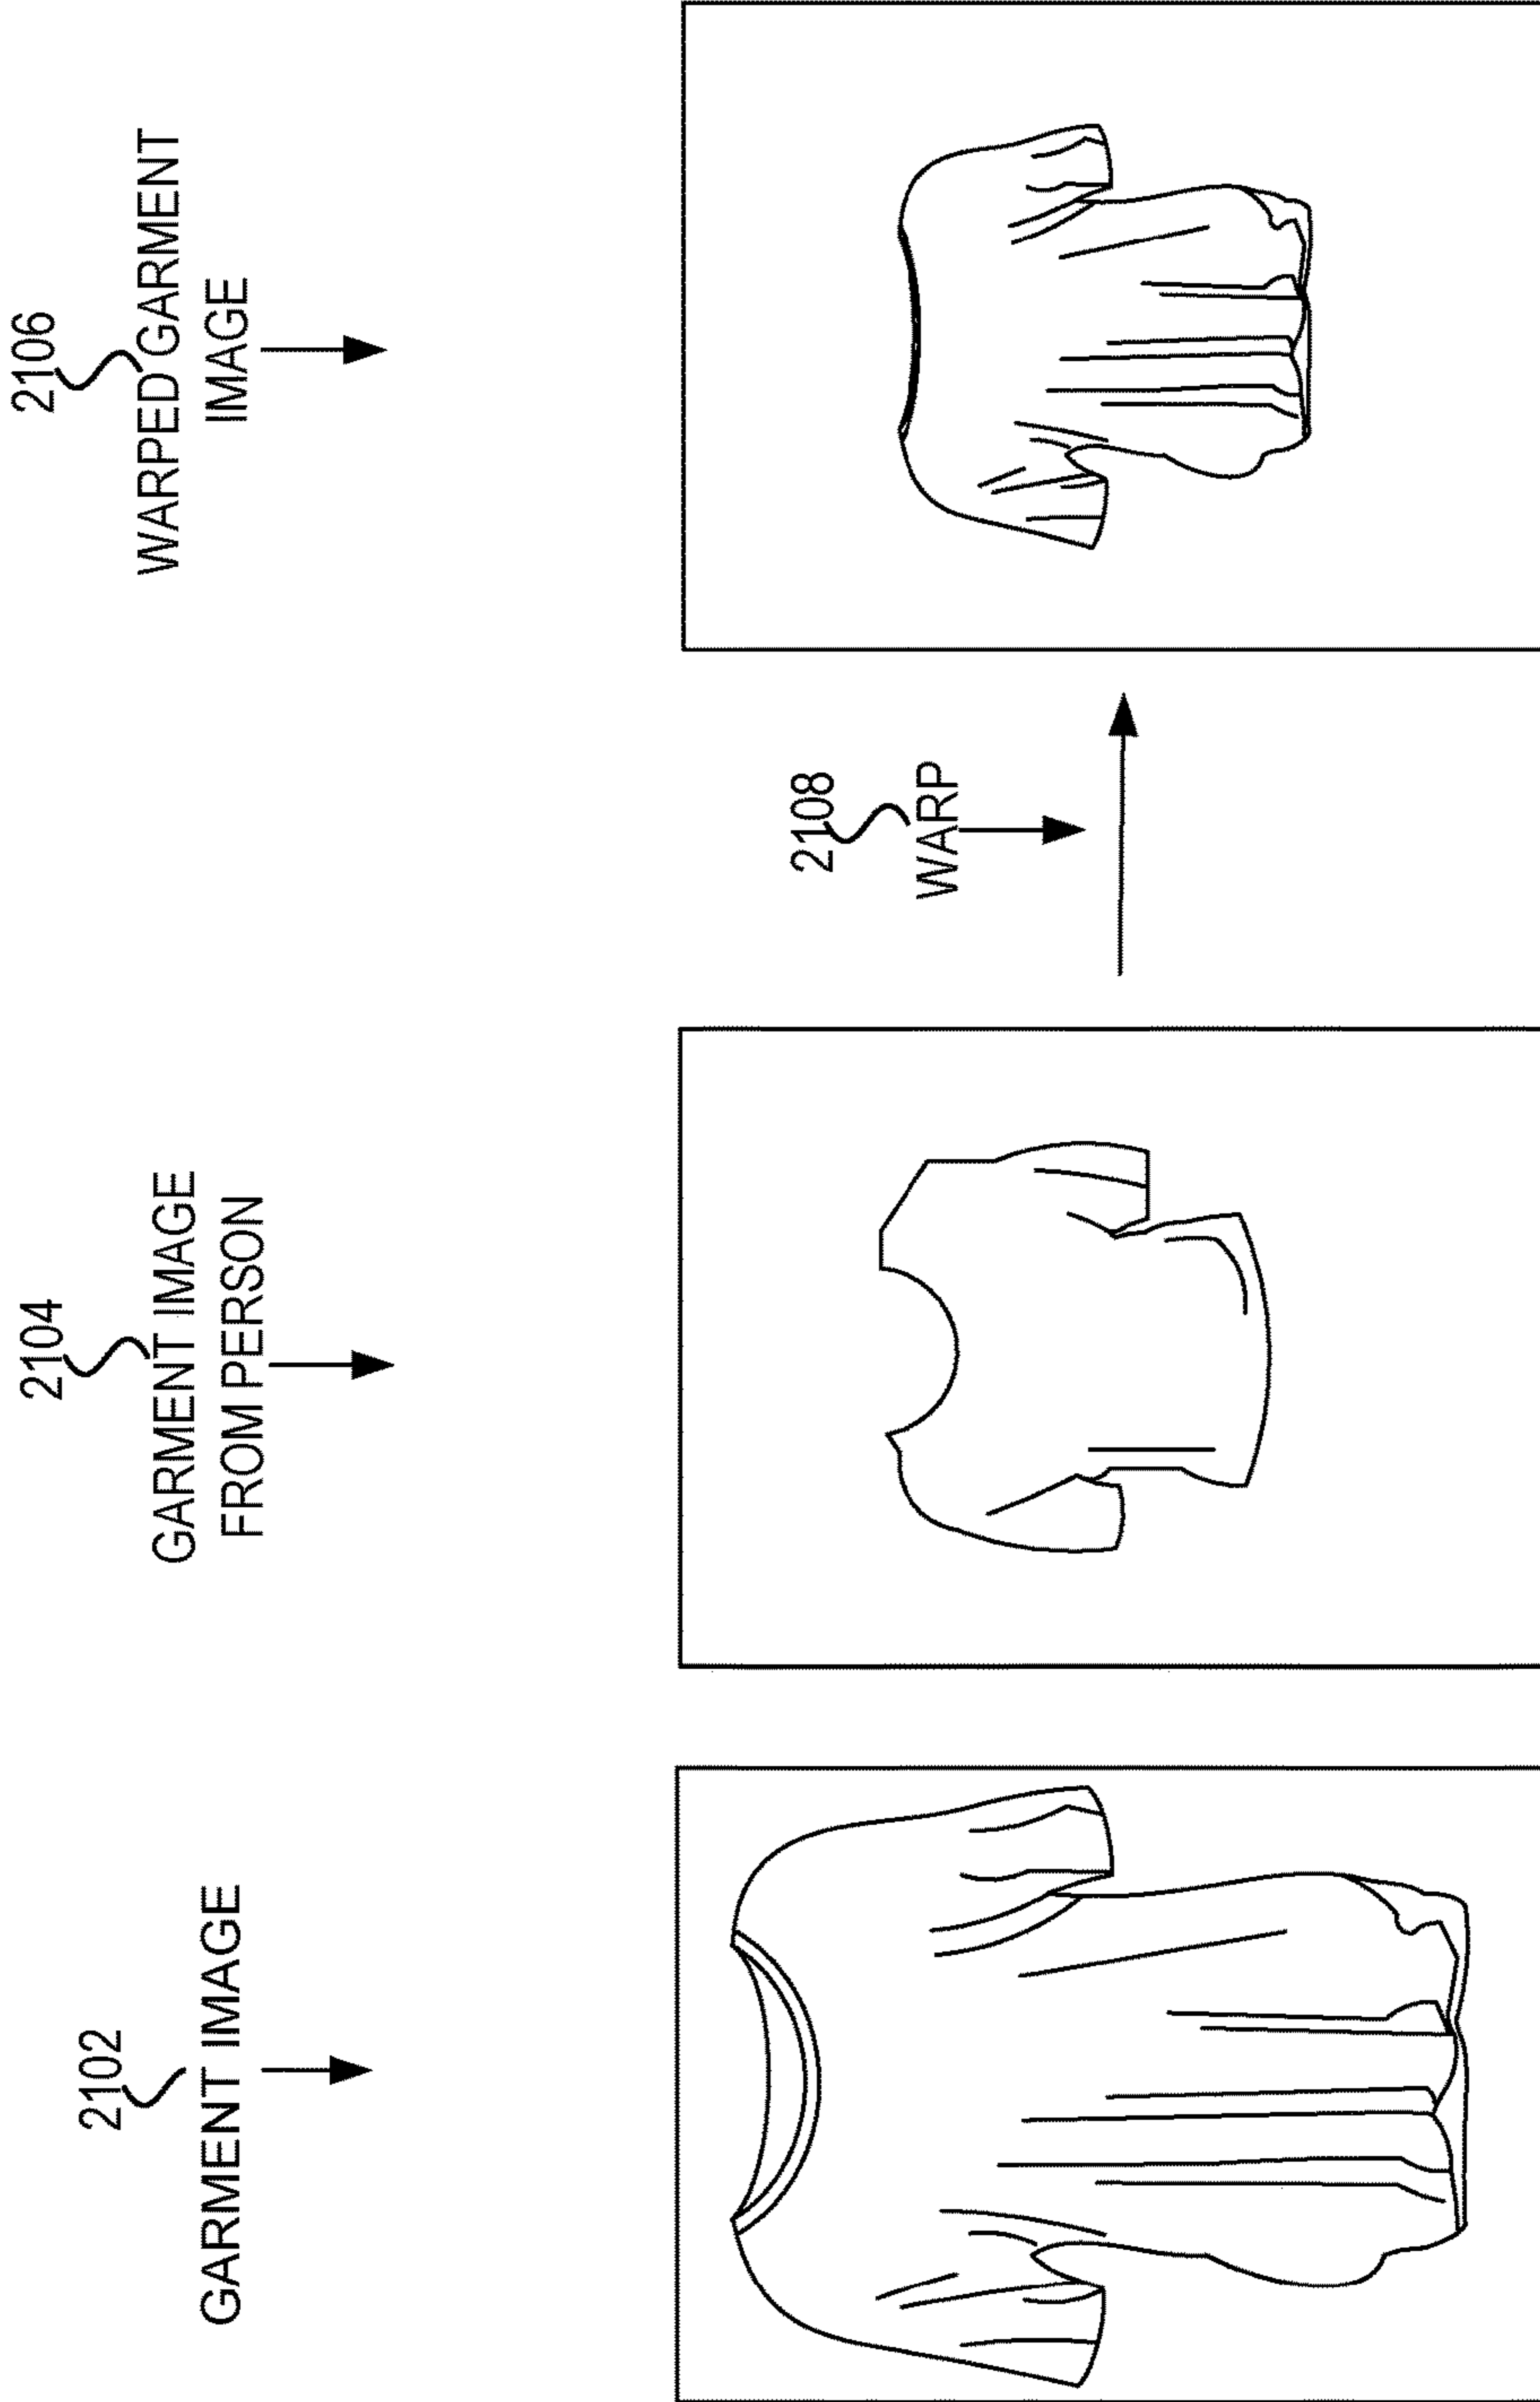 2102
GARMENT IMAGE
2104
GARMENT IMAGE
FROM PERSON
2108
WARP
2106
WARPED GARMENT
IMAGE